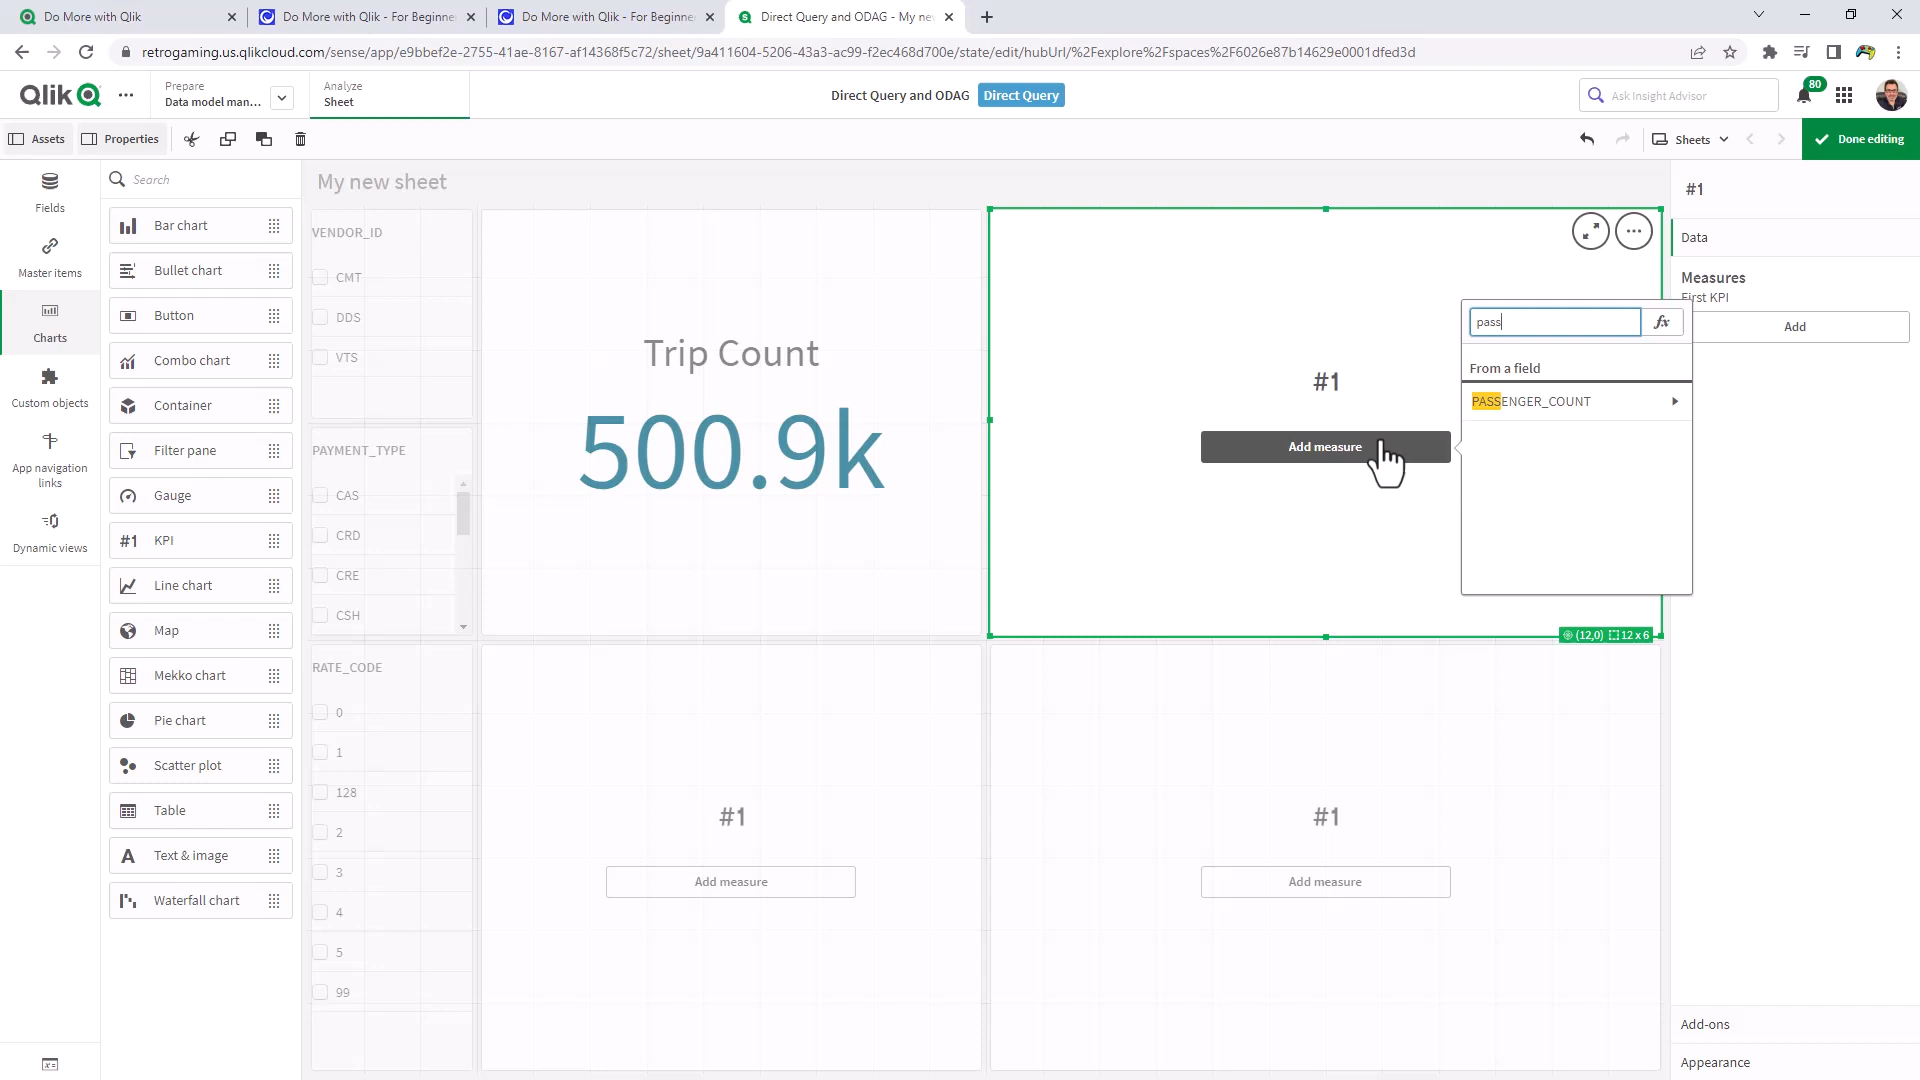 Do More with Qlik
Do More with Qlik - For Beginne
Do More with Qlik - For Beginne
Direct Query and ODAG - My ne
retrogaming.us.qlikcloud.com/sense/app/e9bbef2e-2755-41ae-8167-af14368f5c72/sheet/9a411604-5206-43a3-ac99-f2ec468d700e/state/edit/hubUrl/%2Fexplore%2Fspaces%2F6026e87b14629e0001dfed3d
Qlik
Prepare
Data model man...
Analyze
Sheet
Direct Query and ODAG
Direct Query
Ask Insight Advisor
80
Assets
Properties
Sheets
Done editing
Fields
Master items
Charts
Custom objects
App navigation
links
Dynamic views
Search
Bar chart
Bullet chart
Button
Combo chart
Container
Filter pane
Gauge
#1 KPI
Line chart
Map
Mekko chart
Pie chart
Scatter plot
Table
A Text & image
Waterfall chart
My new sheet
VENDOR_ID
CMT
DDS
VTS
PAYMENT_TYPE
CAS
CRD
CRE
CSH
RATE_CODE
0
1
128
2
3
4
5
99
Trip Count
500.9k
#1
Add measure
(12,0) 12 x 6
#1
Add measure
#1
Add measure
pass
fx
From a field
PASSENGER_COUNT
#1
Data
Measures
First KPI
Add
Add-ons
Appearance